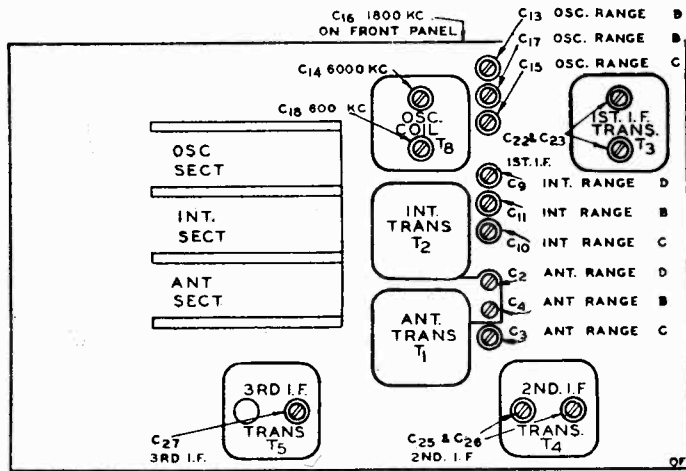 C16 1800 KC
ON FRONT PANEL
C13 OSC. RANGE D
C17 OSC. RANGE B
C15 OSC. RANGE C
C14 6000 KC
C18 600 KC
OSC.
COIL
T8
1ST. I.F.
TRANS.
T3
C22 & C23
1ST. I.F.
OSC
SECT
INT.
SECT
ANT
SECT
INT.
TRANS
T2
C9 INT. RANGE D
C11 INT RANGE B
C10 INT RANGE C
C2 ANT. RANGE D
C4 ANT RANGE B
C3 ANT RANGE C
ANT.
TRANS
T1
3RD I.F.
TRANS
T5
C27
3RD I.F.
2ND. I.F
TRANS.
T4
C25 & C26
2ND. I.F